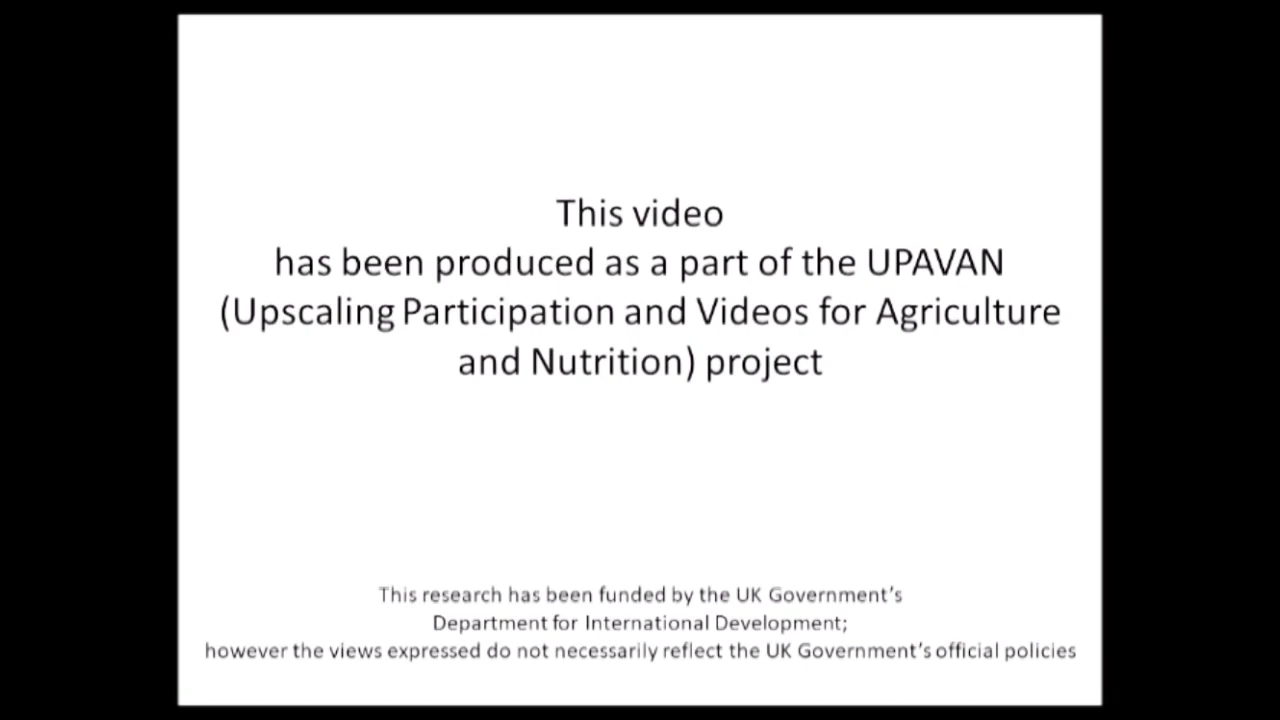 This video
has been produced as a part of the UPAVAN
(Upscaling Participation and Videos for Agriculture
and Nutrition) project
This research has been funded by the UK Government's
Department for International Development;
however the views expressed do not necessarily reflect the UK Government's official policies